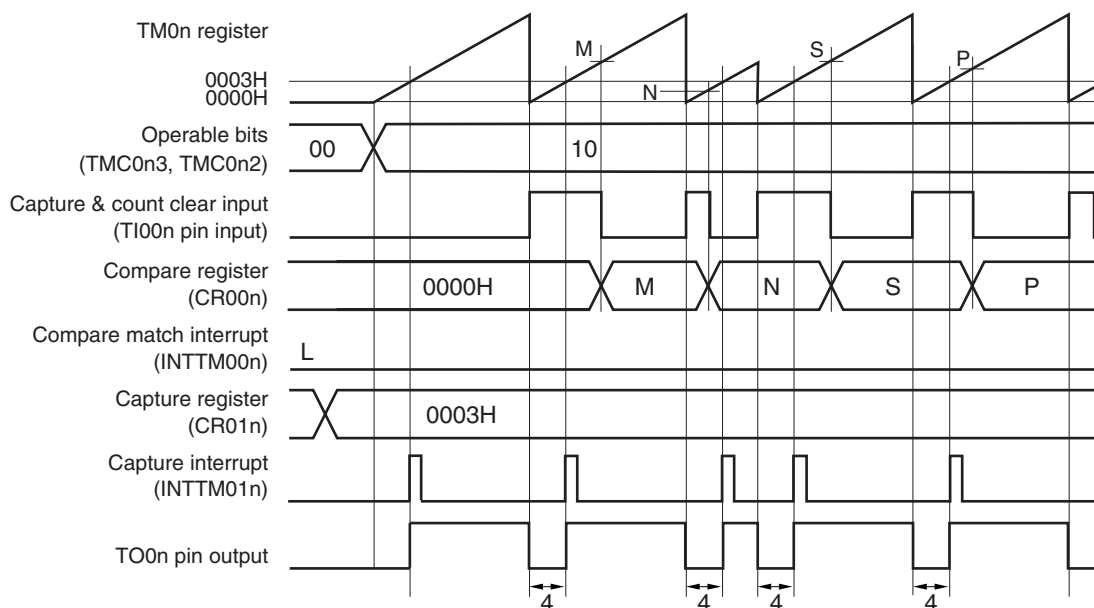 TM0n register
M
S
P
0003H
0000H
N
Operable bits
(TMC0n3, TMC0n2)
00
10
Capture & count clear input
(TI00n pin input)
Compare register
(CR00n)
0000H
M
N
S
P
Compare match interrupt
(INTTM00n)
L
Capture register
(CR01n)
0003H
Capture interrupt
(INTTM01n)
TO0n pin output
4
4
4
4